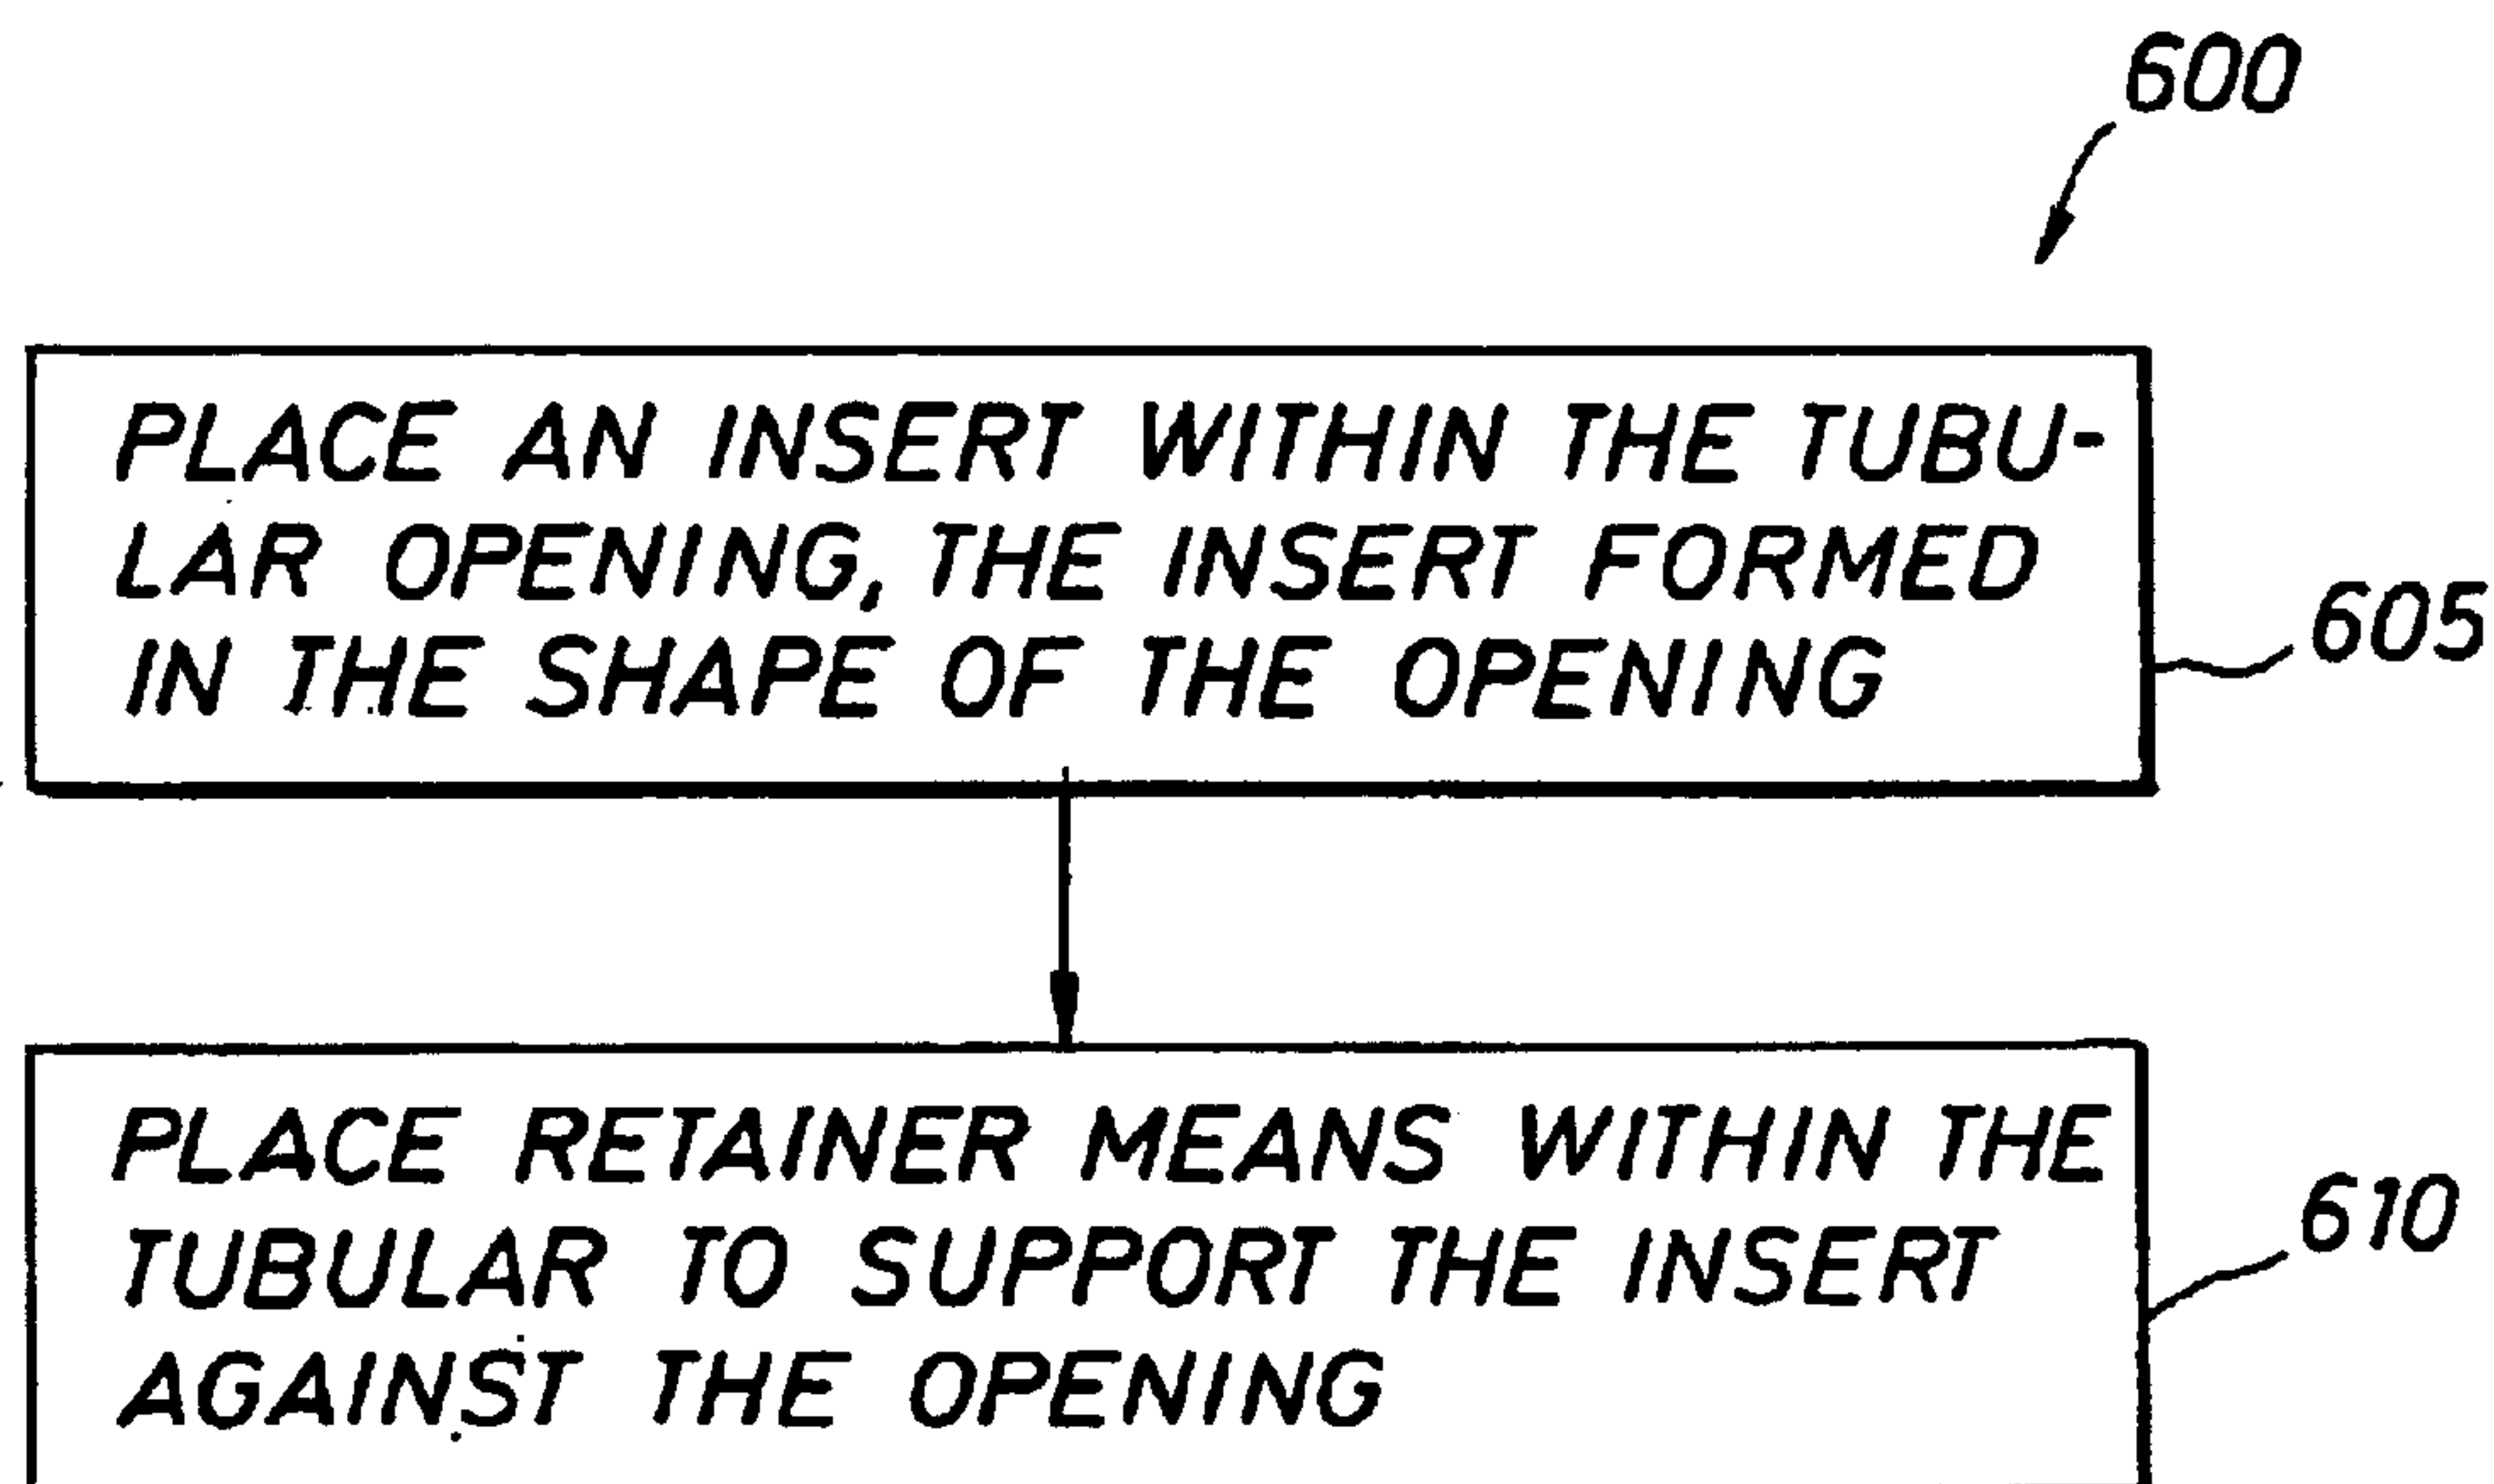 600
PLACE AN INSERT WITHIN THE TUBU-
LAR OPENING, THE INSERT FORMED
IN THE SHAPE OF THE OPENING
605
PLACE RETAINER MEANS WITHIN THE
TUBULAR TO SUPPORT THE INSERT
AGAINST THE OPENING
610